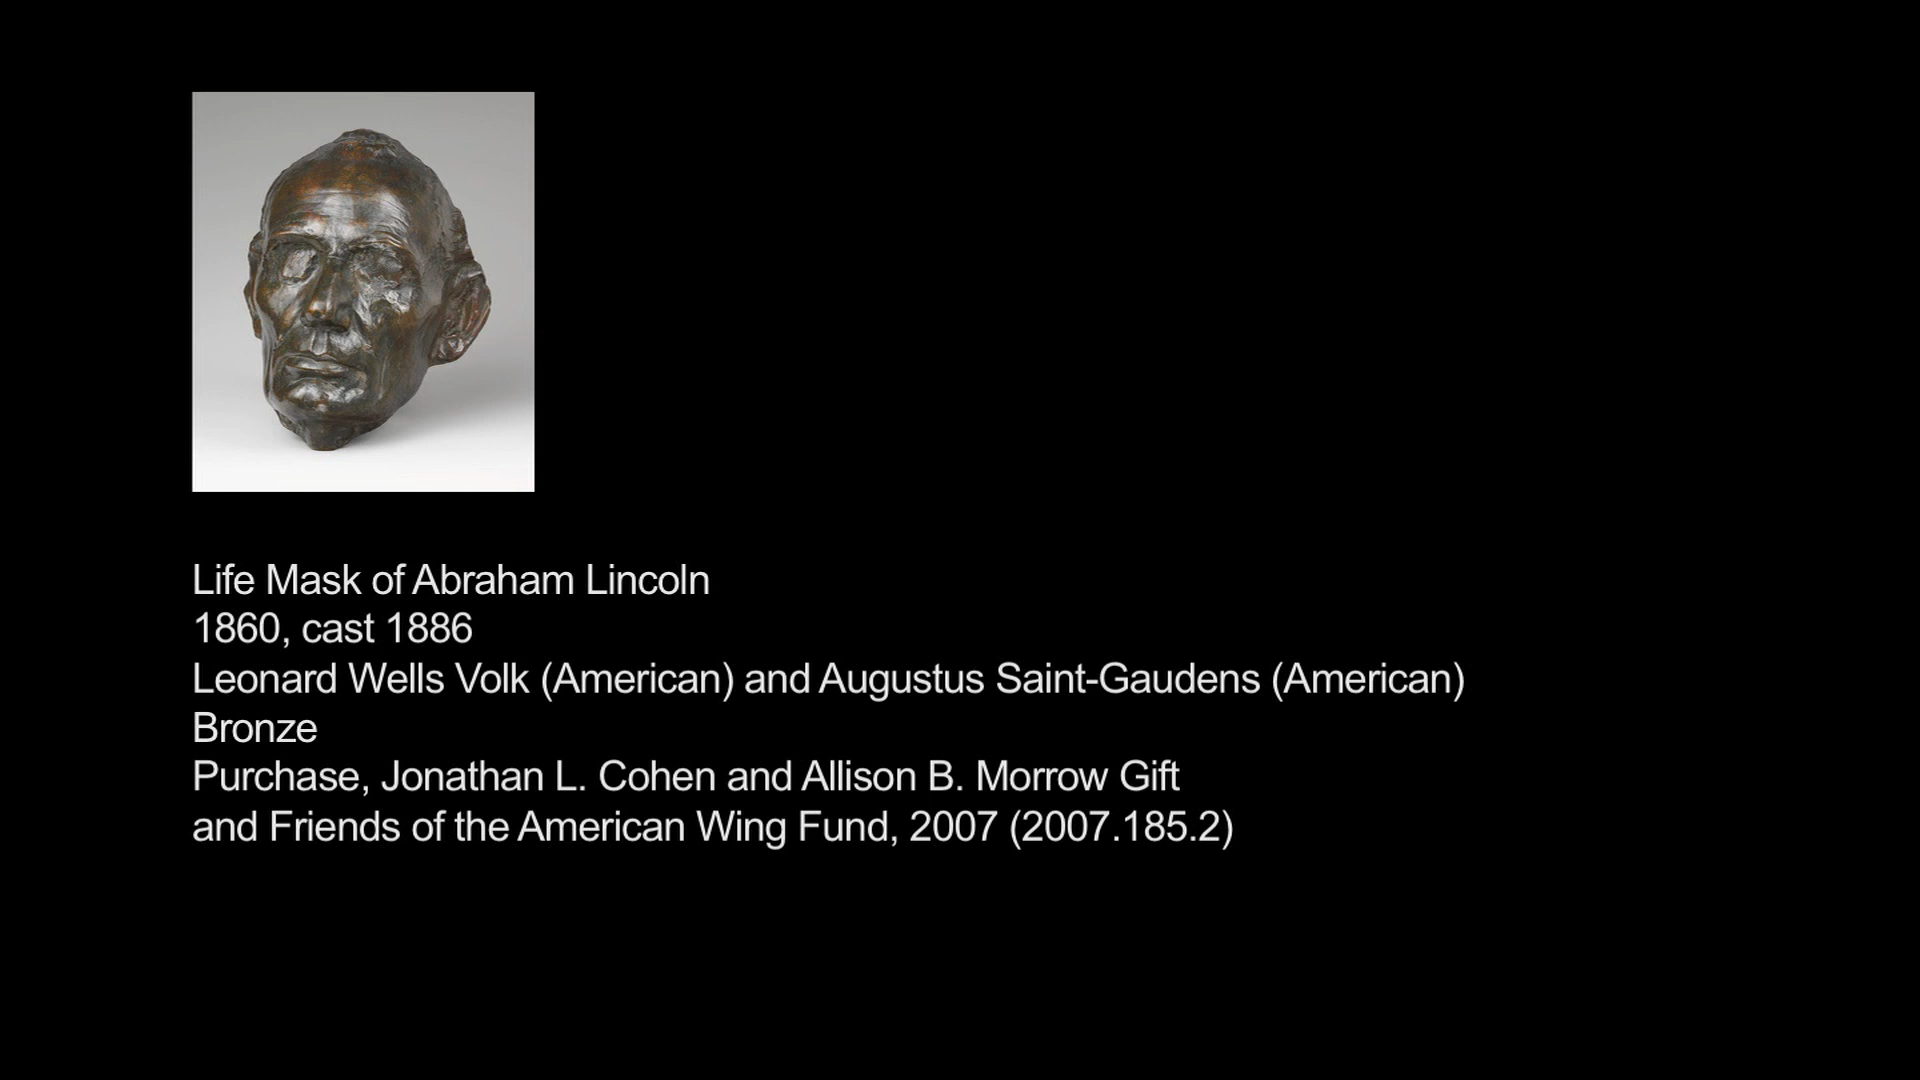 Life Mask of Abraham Lincoln
1860, cast 1886
Leonard Wells Volk (American) and Augustus Saint-Gaudens (American)
Bronze
Purchase, Jonathan L. Cohen and Allison B. Morrow Gift
and Friends of the American Wing Fund, 2007 (2007.185.2)